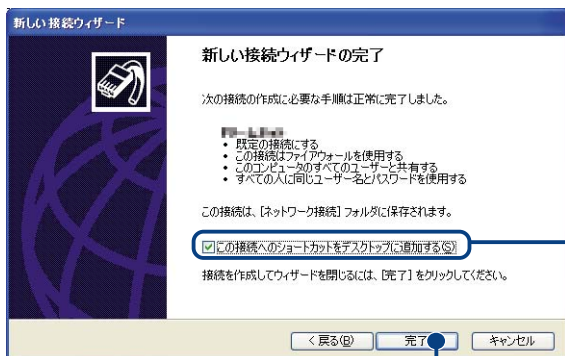 新しい接続ウィザード
新しい接続ウィザードの完了
次の接続の作成に必要な手順は正常に完了しました。
• 既定の接続にする
• この接続はファイアウォールを使用する
• このコンピュータのすべてのユーザーと共有する
• すべての人に同じユーザー名とパスワードを使用する
この接続は、[ネットワーク接続] フォルダに保存されます。
この接続へのショートカットをデスクトップに追加する(S)
接続を作成してウィザードを閉じるには、[完了] をクリックしてください。
< 戻る(B) 完了 キャンセル